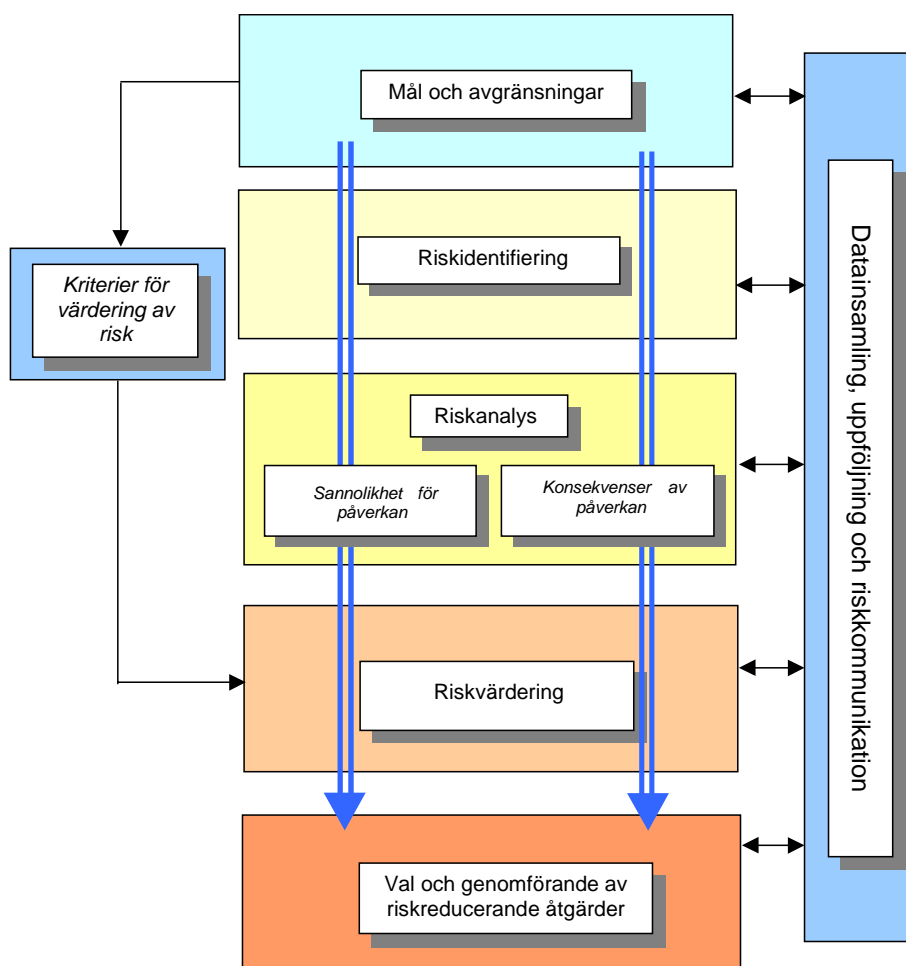 Mål och avgränsningar
Riskidentifiering
Kriterier för
värdering av
risk
Riskanalys
Sannolikhet för
påverkan
Konsekvenser av
påverkan
Riskvärdering
Val och genomförande av
riskreducerande åtgärder
Datainsamling, uppföljning och riskkommunikation